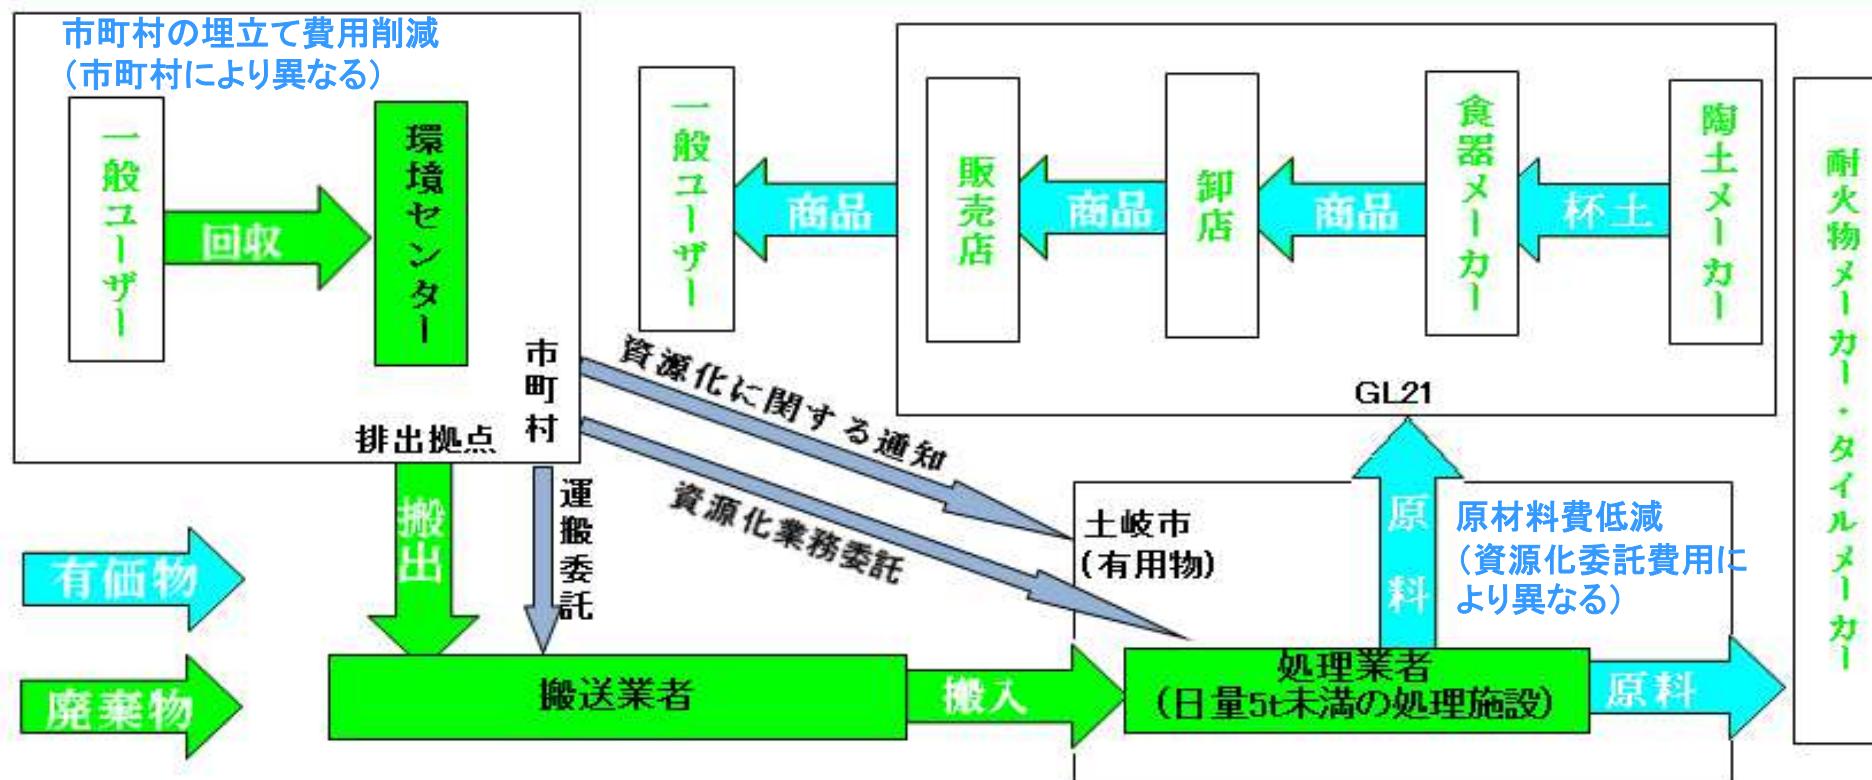 市町村の埋立て費用削減
（市町村により異なる）
一般ユーザー
回収
環境センター
市町村
排出拠点
一般ユーザー
商品
販売店
商品
卸店
商品
食器メーカー
杯土
陶土メーカー
GL21
耐火物メーカー・タイルメーカー
資源化に関する通知
資源化業務委託
運搬委託
搬出
有価物
廃棄物
搬送業者
搬入
土岐市
(有用物)
原料
原材料費低減
（資源化委託費用に
より異なる）
処理業者
(日量5t未満の処理施設)
原料